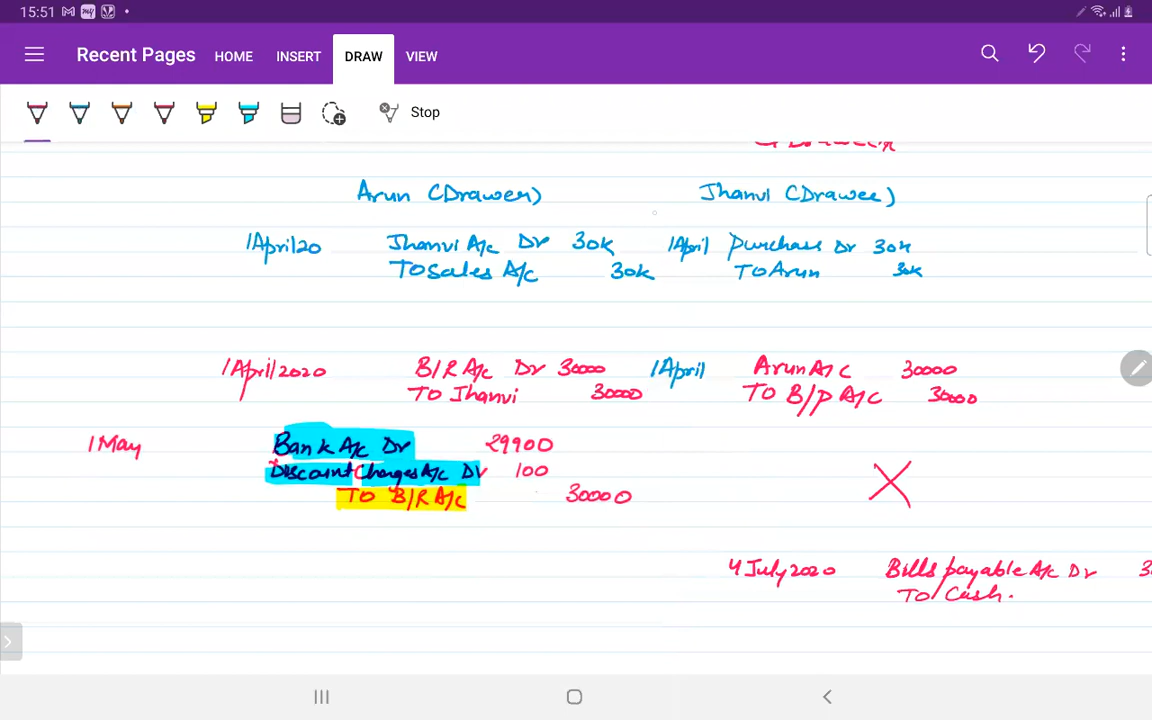 15:51
Recent Pages HOME INSERT DRAW VIEW
Stop
Arun (Drawer) Jhanvi (Drawee)
1April20 Jhanvi A/c Dr 30k 1April purchase Dr 30k
To Sales A/c 30k To Arun 30k
1April2020 B/R A/c Dr 30000 1April Arun A/c 30000
To Jhanvi 30000 To B/P A/c 30000
1May Bank A/c Dr 29900
Discount Charges A/c Dr 100
To B/R A/c 30000
4July2020 Bills payable A/c Dr
To Cash.